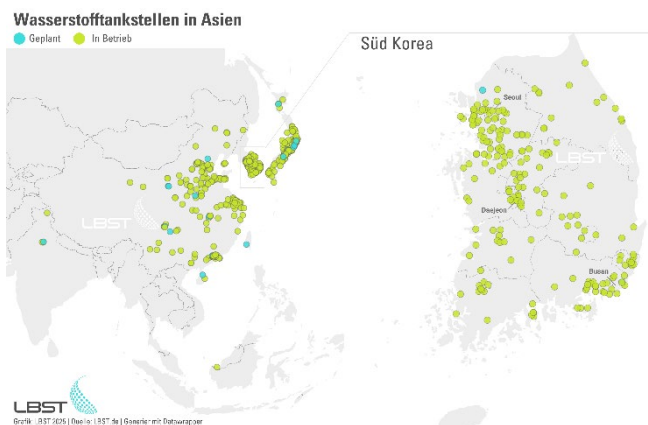 Wasserstofftankstellen in Asien
Geplant In Betrieb
Süd Korea
Seoul
LBST
LBST
Daejeon
Busan
LBST
Grafik: LBST 2025 | Quelle: LBST.de | Generiert mit Datawrapper